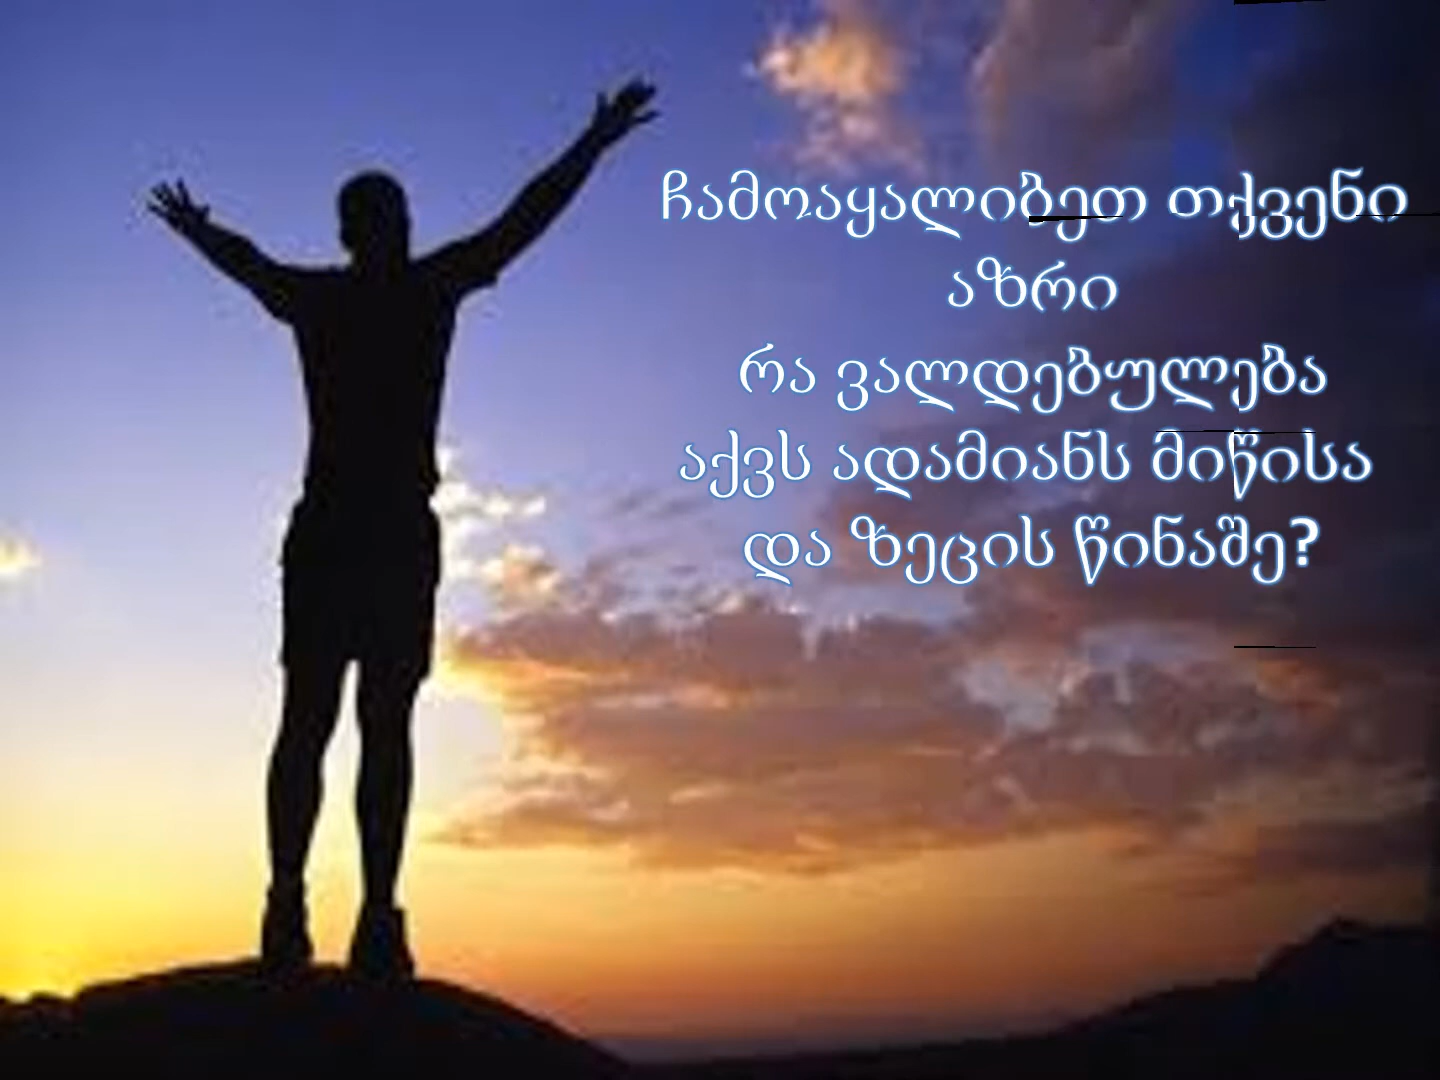 ჩამოაყალიბეთ თქვენი
აზრი
რა ვალდებულება
აქვს ადამიანს მიწისა
და ზეცის წინაშე?